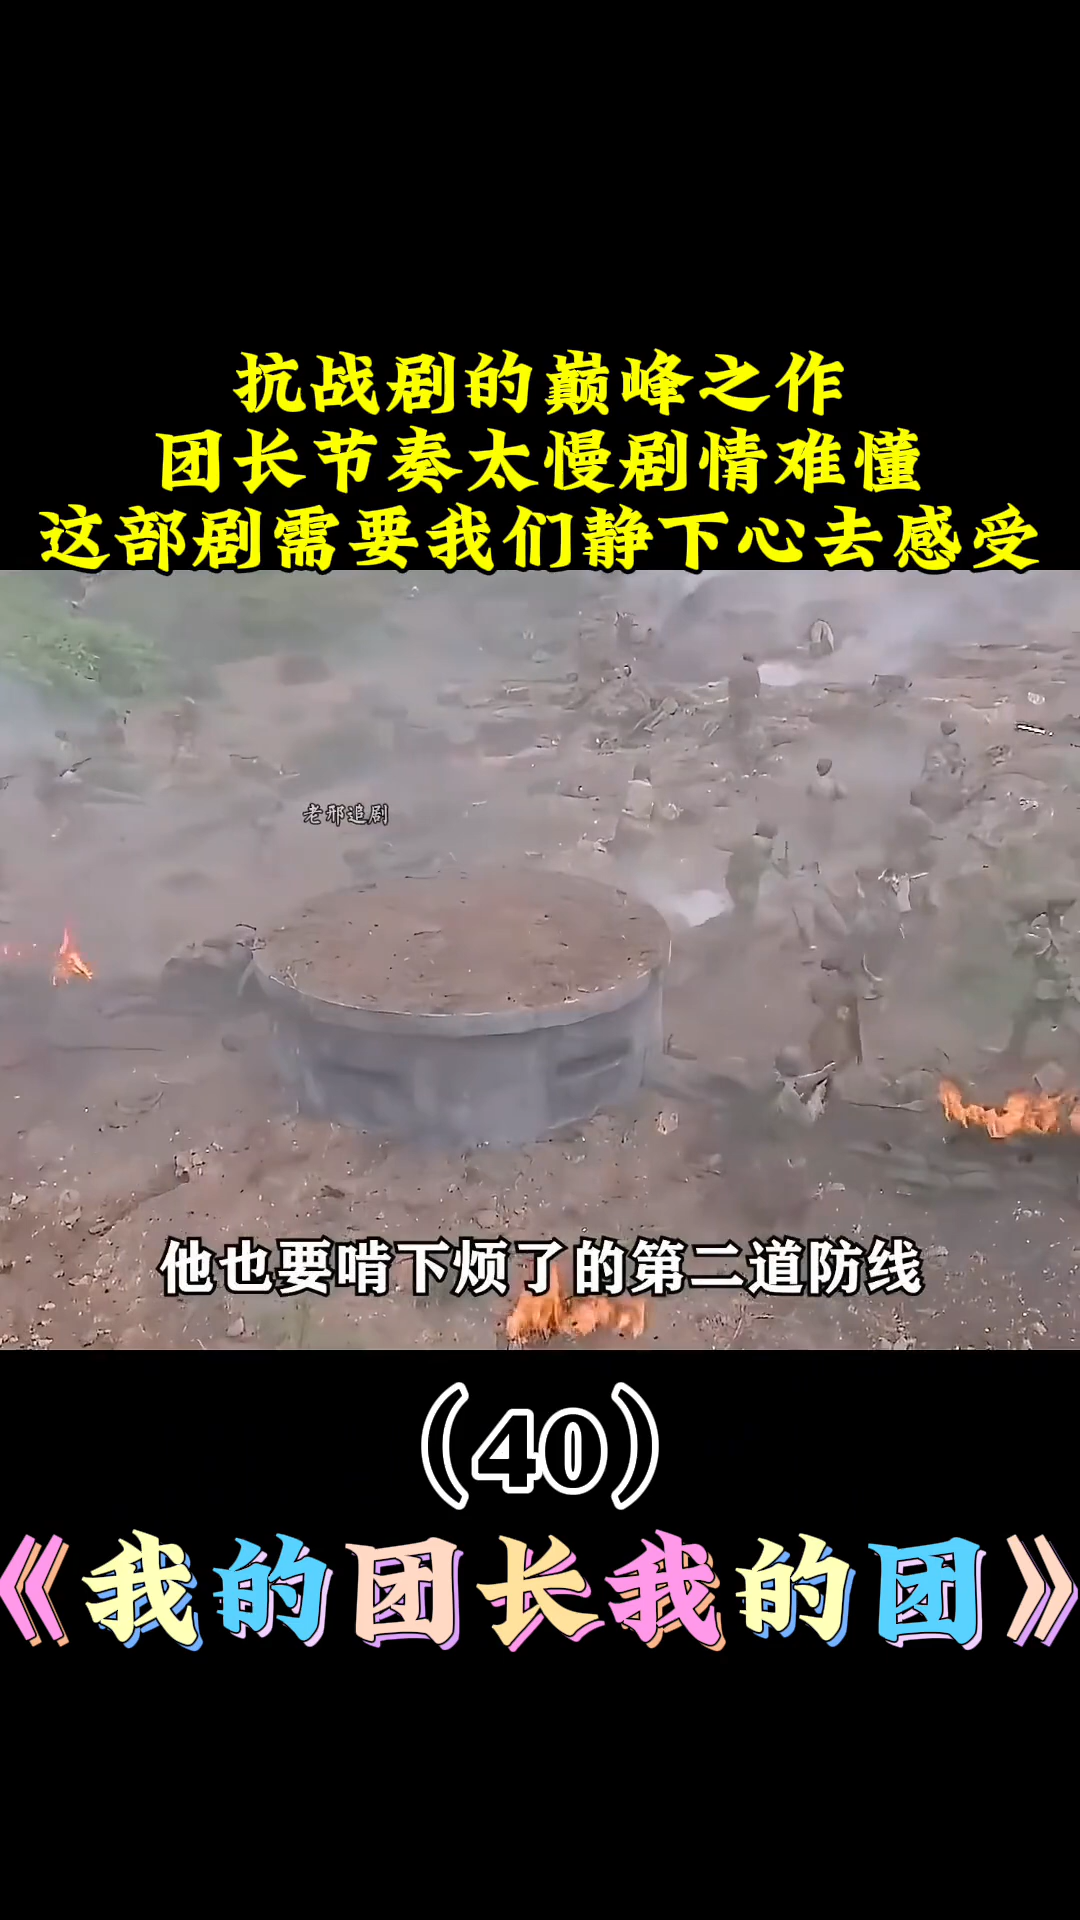 抗战剧的巅峰之作
团长节奏太慢剧情难懂
这部剧需要我们静下心去感受
老邪追剧
他也要啃下烦了的第二道防线
（40）
《我的团长我的团》